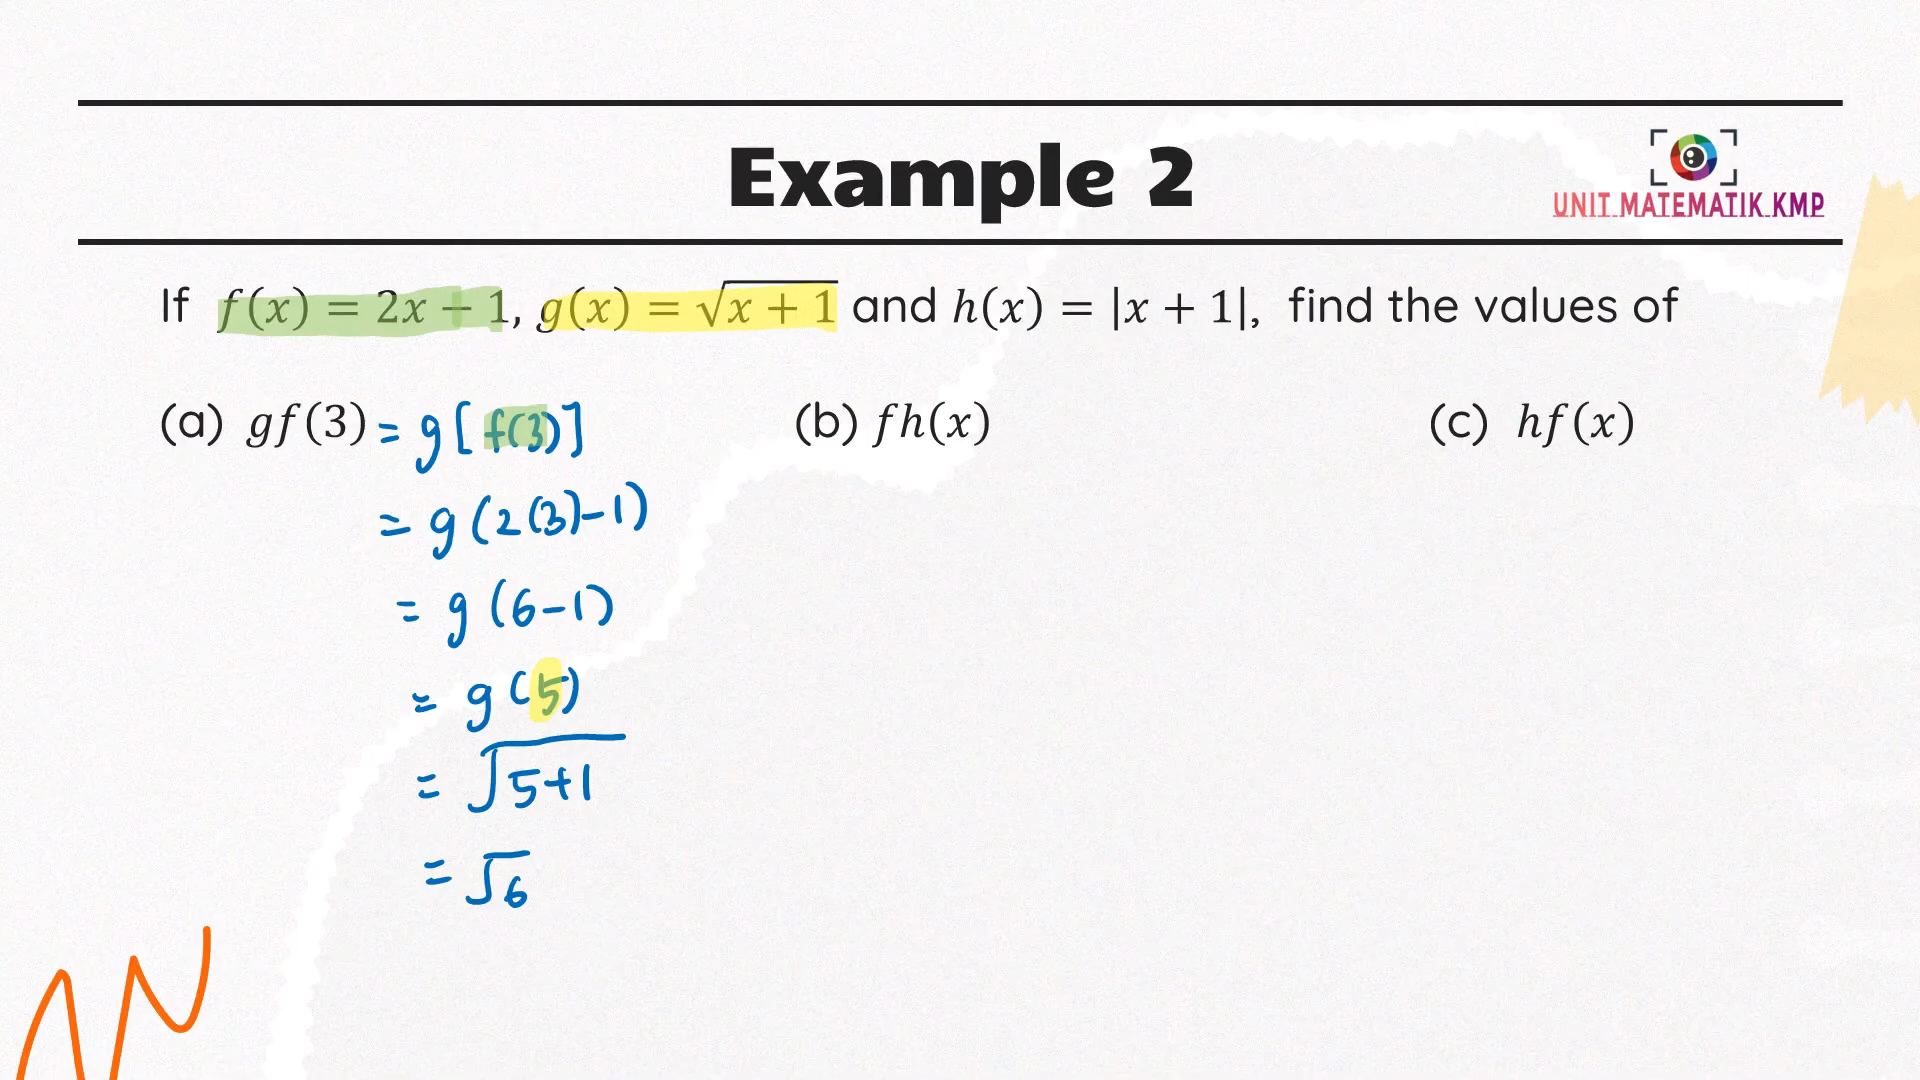 Example 2
UNIT MATEMATIK KMP
If f(x) = 2x − 1, g(x) = √(x + 1) and h(x) = |x + 1|, find the values of
(a) gf(3) = g[f(3)]
= g(2(3)-1)
= g(6-1)
= g(5)
= √(5+1)
= √6
(b) fh(x)
(c) hf(x)